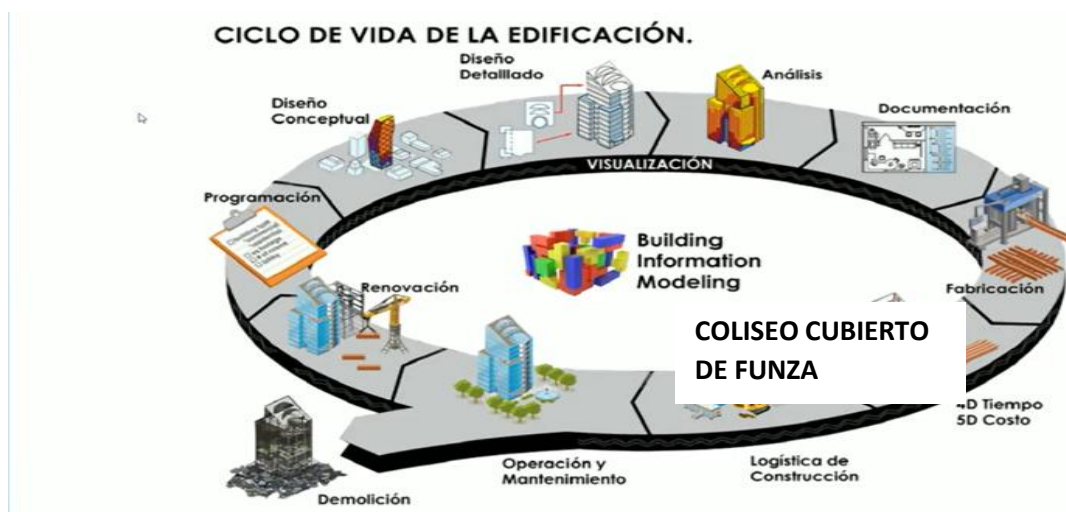 CICLO DE VIDA DE LA EDIFICACIÓN.
Diseño
Detalllado
Análisis
Diseño
Conceptual
Documentación
VISUALIZACIÓN
Programación
Building
Information
Modeling
Renovación
Fabricación
COLISEO CUBIERTO
DE FUNZA
4D Tiempo
5D Costo
Operación y
Mantenimiento
Logística de
Construcción
Demolición